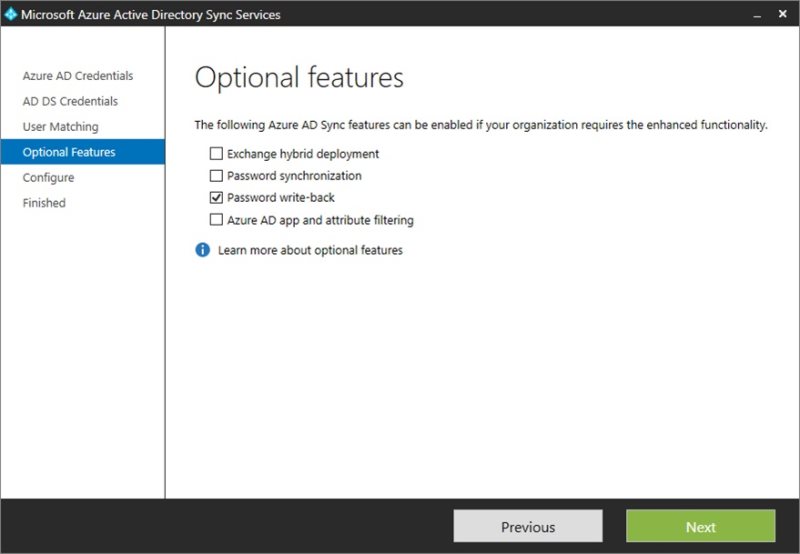 Microsoft Azure Active Directory Sync Services
Azure AD Credentials
AD DS Credentials
User Matching
Optional Features
Configure
Finished
Optional features
The following Azure AD Sync features can be enabled if your organization requires the enhanced functionality.
Exchange hybrid deployment
Password synchronization
Password write-back
Azure AD app and attribute filtering
Learn more about optional features
Previous
Next